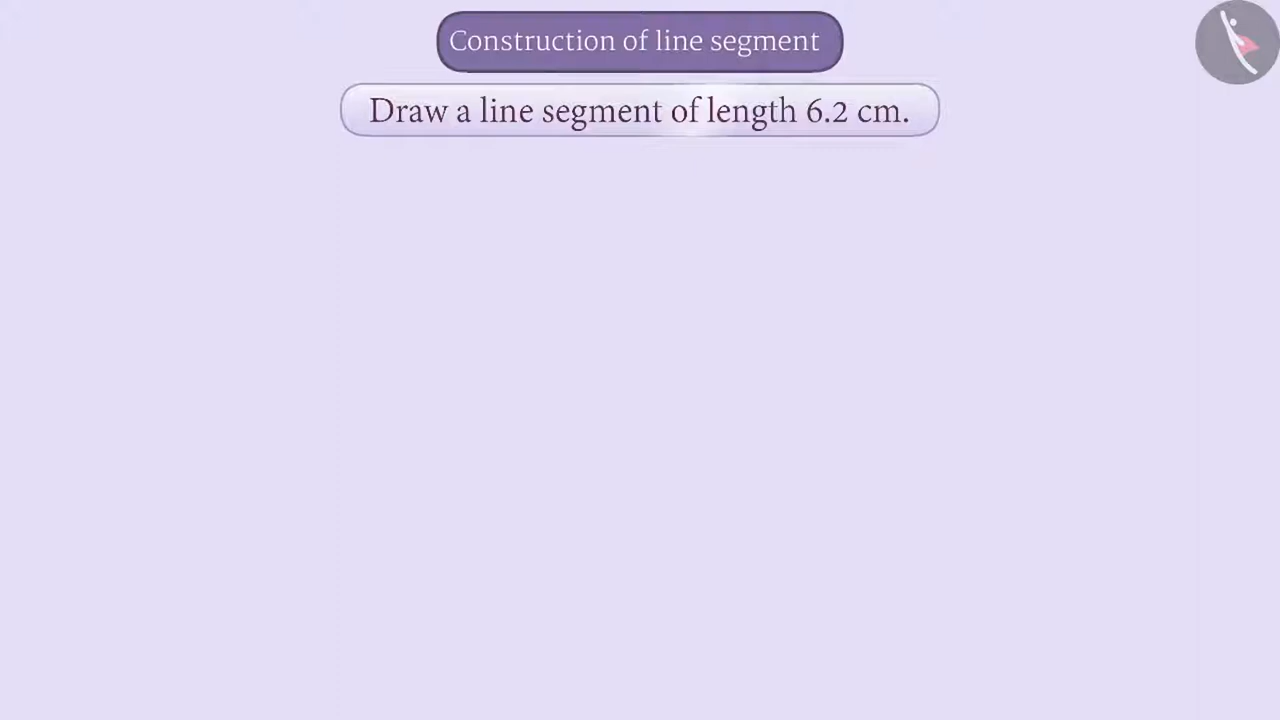 Construction of line segment
Draw a line segment of length 6.2 cm.